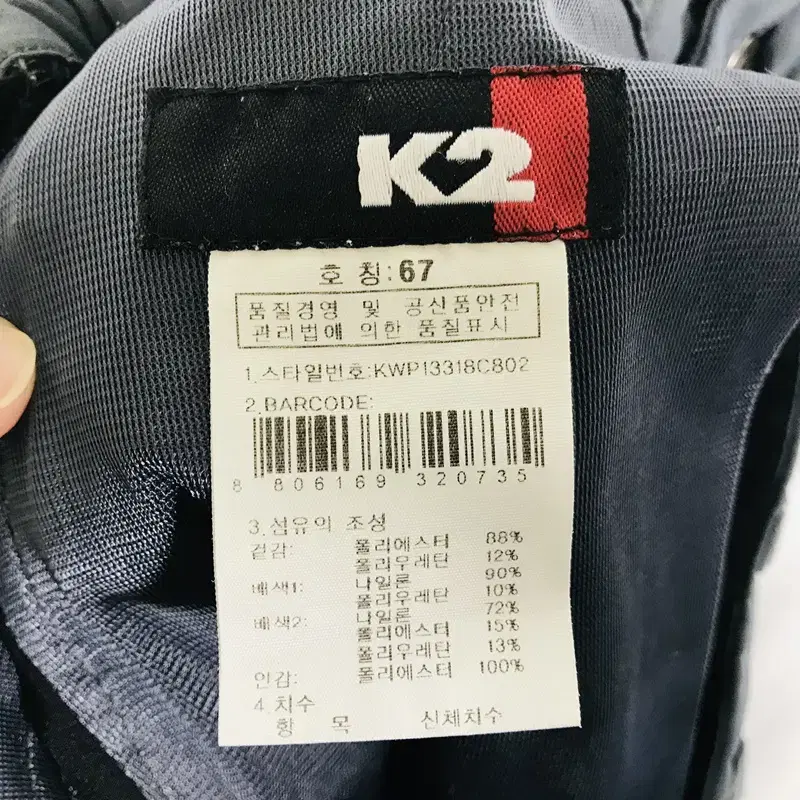 K2
호 칭:67
품질경영 및 공산품안전
관리법에 의한 품질표시
1.스타일번호:KWP13318C802
2.BARCODE:
8 806169 320735
3.섬유의 조성
겉감: 폴리에스터 88%
폴리우레탄 12%
배색1: 나일론 90%
폴리우레탄 10%
배색2: 나일론 72%
폴리에스터 15%
폴리우레탄 13%
인감: 폴리에스터 100%
4.치수
항 목 신체치수